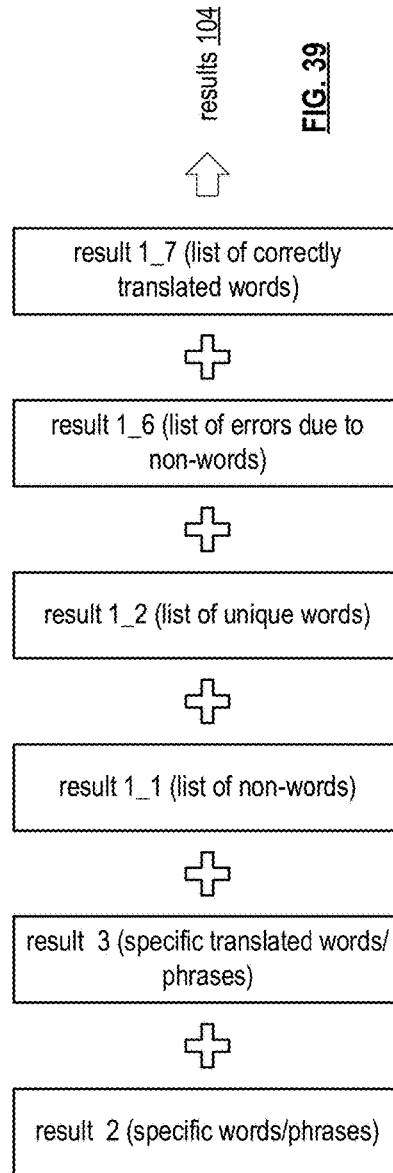 results 104
FIG. 39
result 1_7 (list of correctly
translated words)
result 1_6 (list of errors due to
non-words)
result 1_2 (list of unique words)
result 1_1 (list of non-words)
result 3 (specific translated words/
phrases)
result 2 (specific words/phrases)